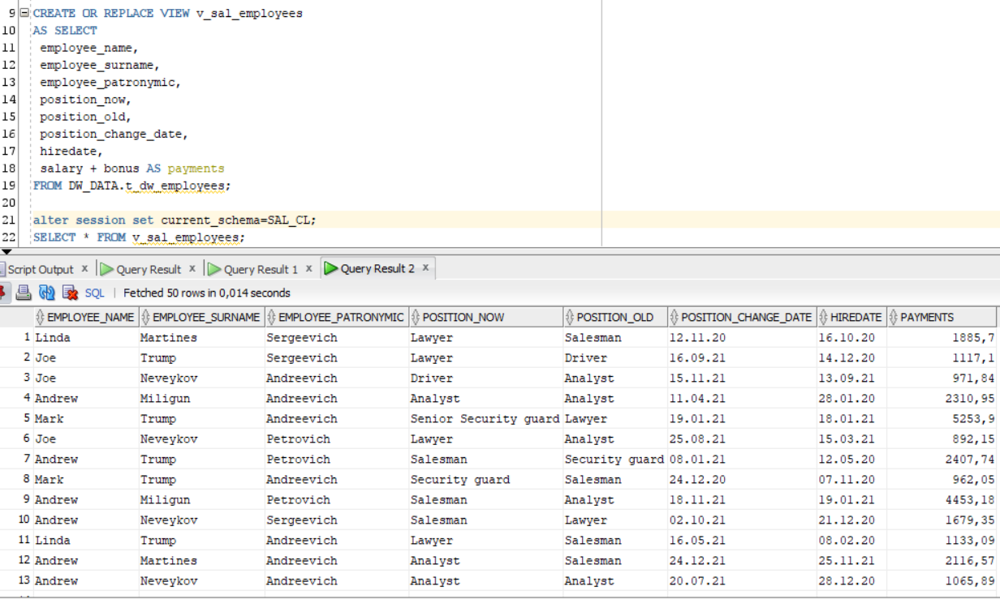 9 CREATE OR REPLACE VIEW v_sal_employees
10 AS SELECT
11 employee_name,
12 employee_surname,
13 employee_patronymic,
14 position_now,
15 position_old,
16 position_change_date,
17 hiredate,
18 salary + bonus AS payments
19 FROM DW_DATA.t_dw_employees;
20
21 alter session set current_schema=SAL_CL;
22 SELECT * FROM v_sal_employees;
Script Output x Query Result x Query Result 1 x Query Result 2 x
SQL | Fetched 50 rows in 0,014 seconds
EMPLOYEE_NAME EMPLOYEE_SURNAME EMPLOYEE_PATRONYMIC POSITION_NOW POSITION_OLD POSITION_CHANGE_DATE HIREDATE PAYMENTS
1 Linda Martines Sergeevich Lawyer Salesman 12.11.20 16.10.20 1885,7
2 Joe Trump Sergeevich Lawyer Driver 16.09.21 14.12.20 1117,1
3 Joe Neveykov Andreevich Driver Analyst 15.11.21 13.09.21 971,84
4 Andrew Miligun Andreevich Analyst Analyst 11.04.21 28.01.20 2310,95
5 Mark Trump Andreevich Senior Security guard Lawyer 19.01.21 18.01.21 5253,9
6 Joe Neveykov Petrovich Lawyer Analyst 25.08.21 15.03.21 892,15
7 Andrew Trump Petrovich Salesman Security guard 08.01.21 12.05.20 2407,74
8 Mark Trump Andreevich Security guard Salesman 24.12.20 07.11.20 962,05
9 Andrew Miligun Petrovich Salesman Analyst 18.11.21 19.01.21 4453,18
10 Andrew Neveykov Sergeevich Salesman Lawyer 02.10.21 21.12.20 1679,35
11 Linda Trump Andreevich Lawyer Salesman 16.05.21 08.02.20 1133,09
12 Andrew Martines Andreevich Analyst Salesman 24.12.21 25.11.21 2116,57
13 Andrew Neveykov Andreevich Analyst Analyst 20.07.21 28.12.20 1065,89